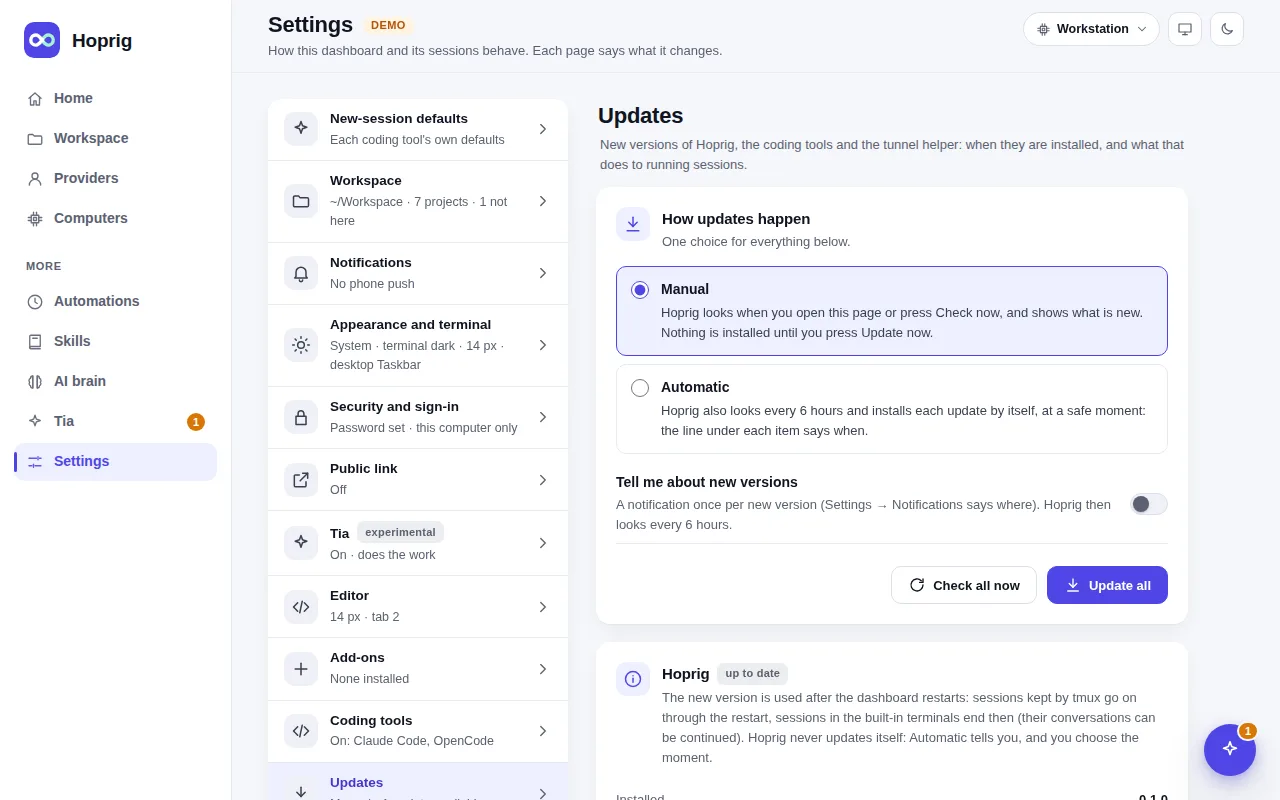 Hoprig
Home
Workspace
Providers
Computers
MORE
Automations
Skills
AI brain
Tia
1
Settings
Settings
DEMO
How this dashboard and its sessions behave. Each page says what it changes.
Workstation
New-session defaults
Each coding tool's own defaults
Workspace
~/Workspace · 7 projects · 1 not
here
Notifications
No phone push
Appearance and terminal
System · terminal dark · 14 px ·
desktop Taskbar
Security and sign-in
Password set · this computer only
Public link
Off
Tia experimental
On · does the work
Editor
14 px · tab 2
Add-ons
None installed
Coding tools
On: Claude Code, OpenCode
Updates
Updates
New versions of Hoprig, the coding tools and the tunnel helper: when they are installed, and what that
does to running sessions.
How updates happen
One choice for everything below.
Manual
Hoprig looks when you open this page or press Check now, and shows what is new.
Nothing is installed until you press Update now.
Automatic
Hoprig also looks every 6 hours and installs each update by itself, at a safe moment:
the line under each item says when.
Tell me about new versions
A notification once per new version (Settings → Notifications says where). Hoprig then
looks every 6 hours.
Check all now
Update all
Hoprig up to date
The new version is used after the dashboard restarts: sessions kept by tmux go on
through the restart, sessions in the built-in terminals end then (their conversations can
be continued). Hoprig never updates itself: Automatic tells you, and you choose the
moment.
Installed 0.1.0
1